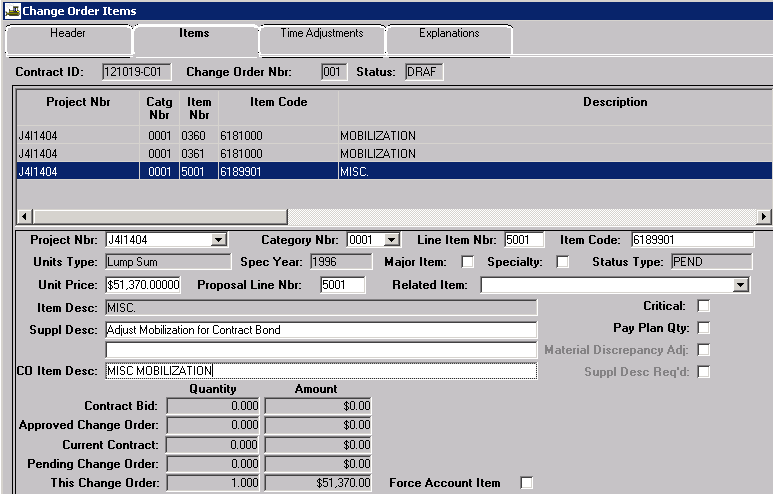 Change Order Items
Header Items Time Adjustments Explanations
Contract ID: 121019-C01 Change Order Nbr: 001 Status: DRAF
Project Nbr Catg Nbr Item Nbr Item Code Description
J4I1404 0001 0360 6181000 MOBILIZATION
J4I1404 0001 0361 6181000 MOBILIZATION
J4I1404 0001 5001 6189901 MISC.
Project Nbr: J4I1404 Category Nbr: 0001 Line Item Nbr: 5001 Item Code: 6189901
Units Type: Lump Sum Spec Year: 1996 Major Item: Specialty: Status Type: PEND
Unit Price: $51,370.00000 Proposal Line Nbr: 5001 Related Item:
Item Desc: MISC. Critical:
Suppl Desc: Adjust Mobilization for Contract Bond Pay Plan Qty:
Material Discrepancy Adj:
CO Item Desc: MISC MOBILIZATION Suppl Desc Req'd:
Quantity Amount
Contract Bid: 0.000 $0.00
Approved Change Order: 0.000 $0.00
Current Contract: 0.000 $0.00
Pending Change Order: 0.000 $0.00
This Change Order: 1.000 $51,370.00 Force Account Item